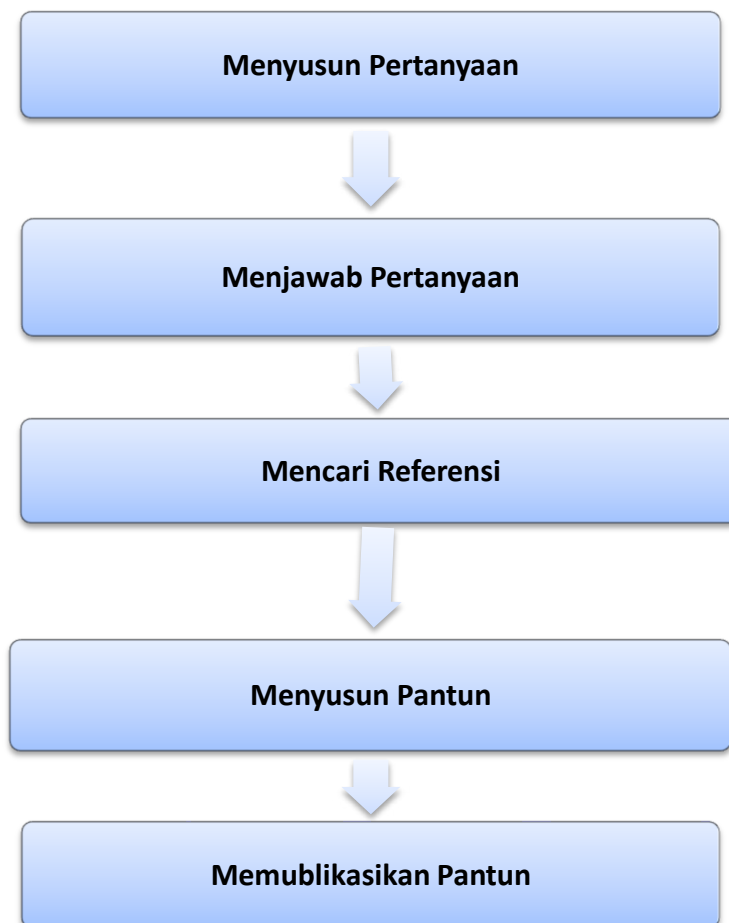 Menyusun Pertanyaan
Menjawab Pertanyaan
Mencari Referensi
Menyusun Pantun
Memublikasikan Pantun